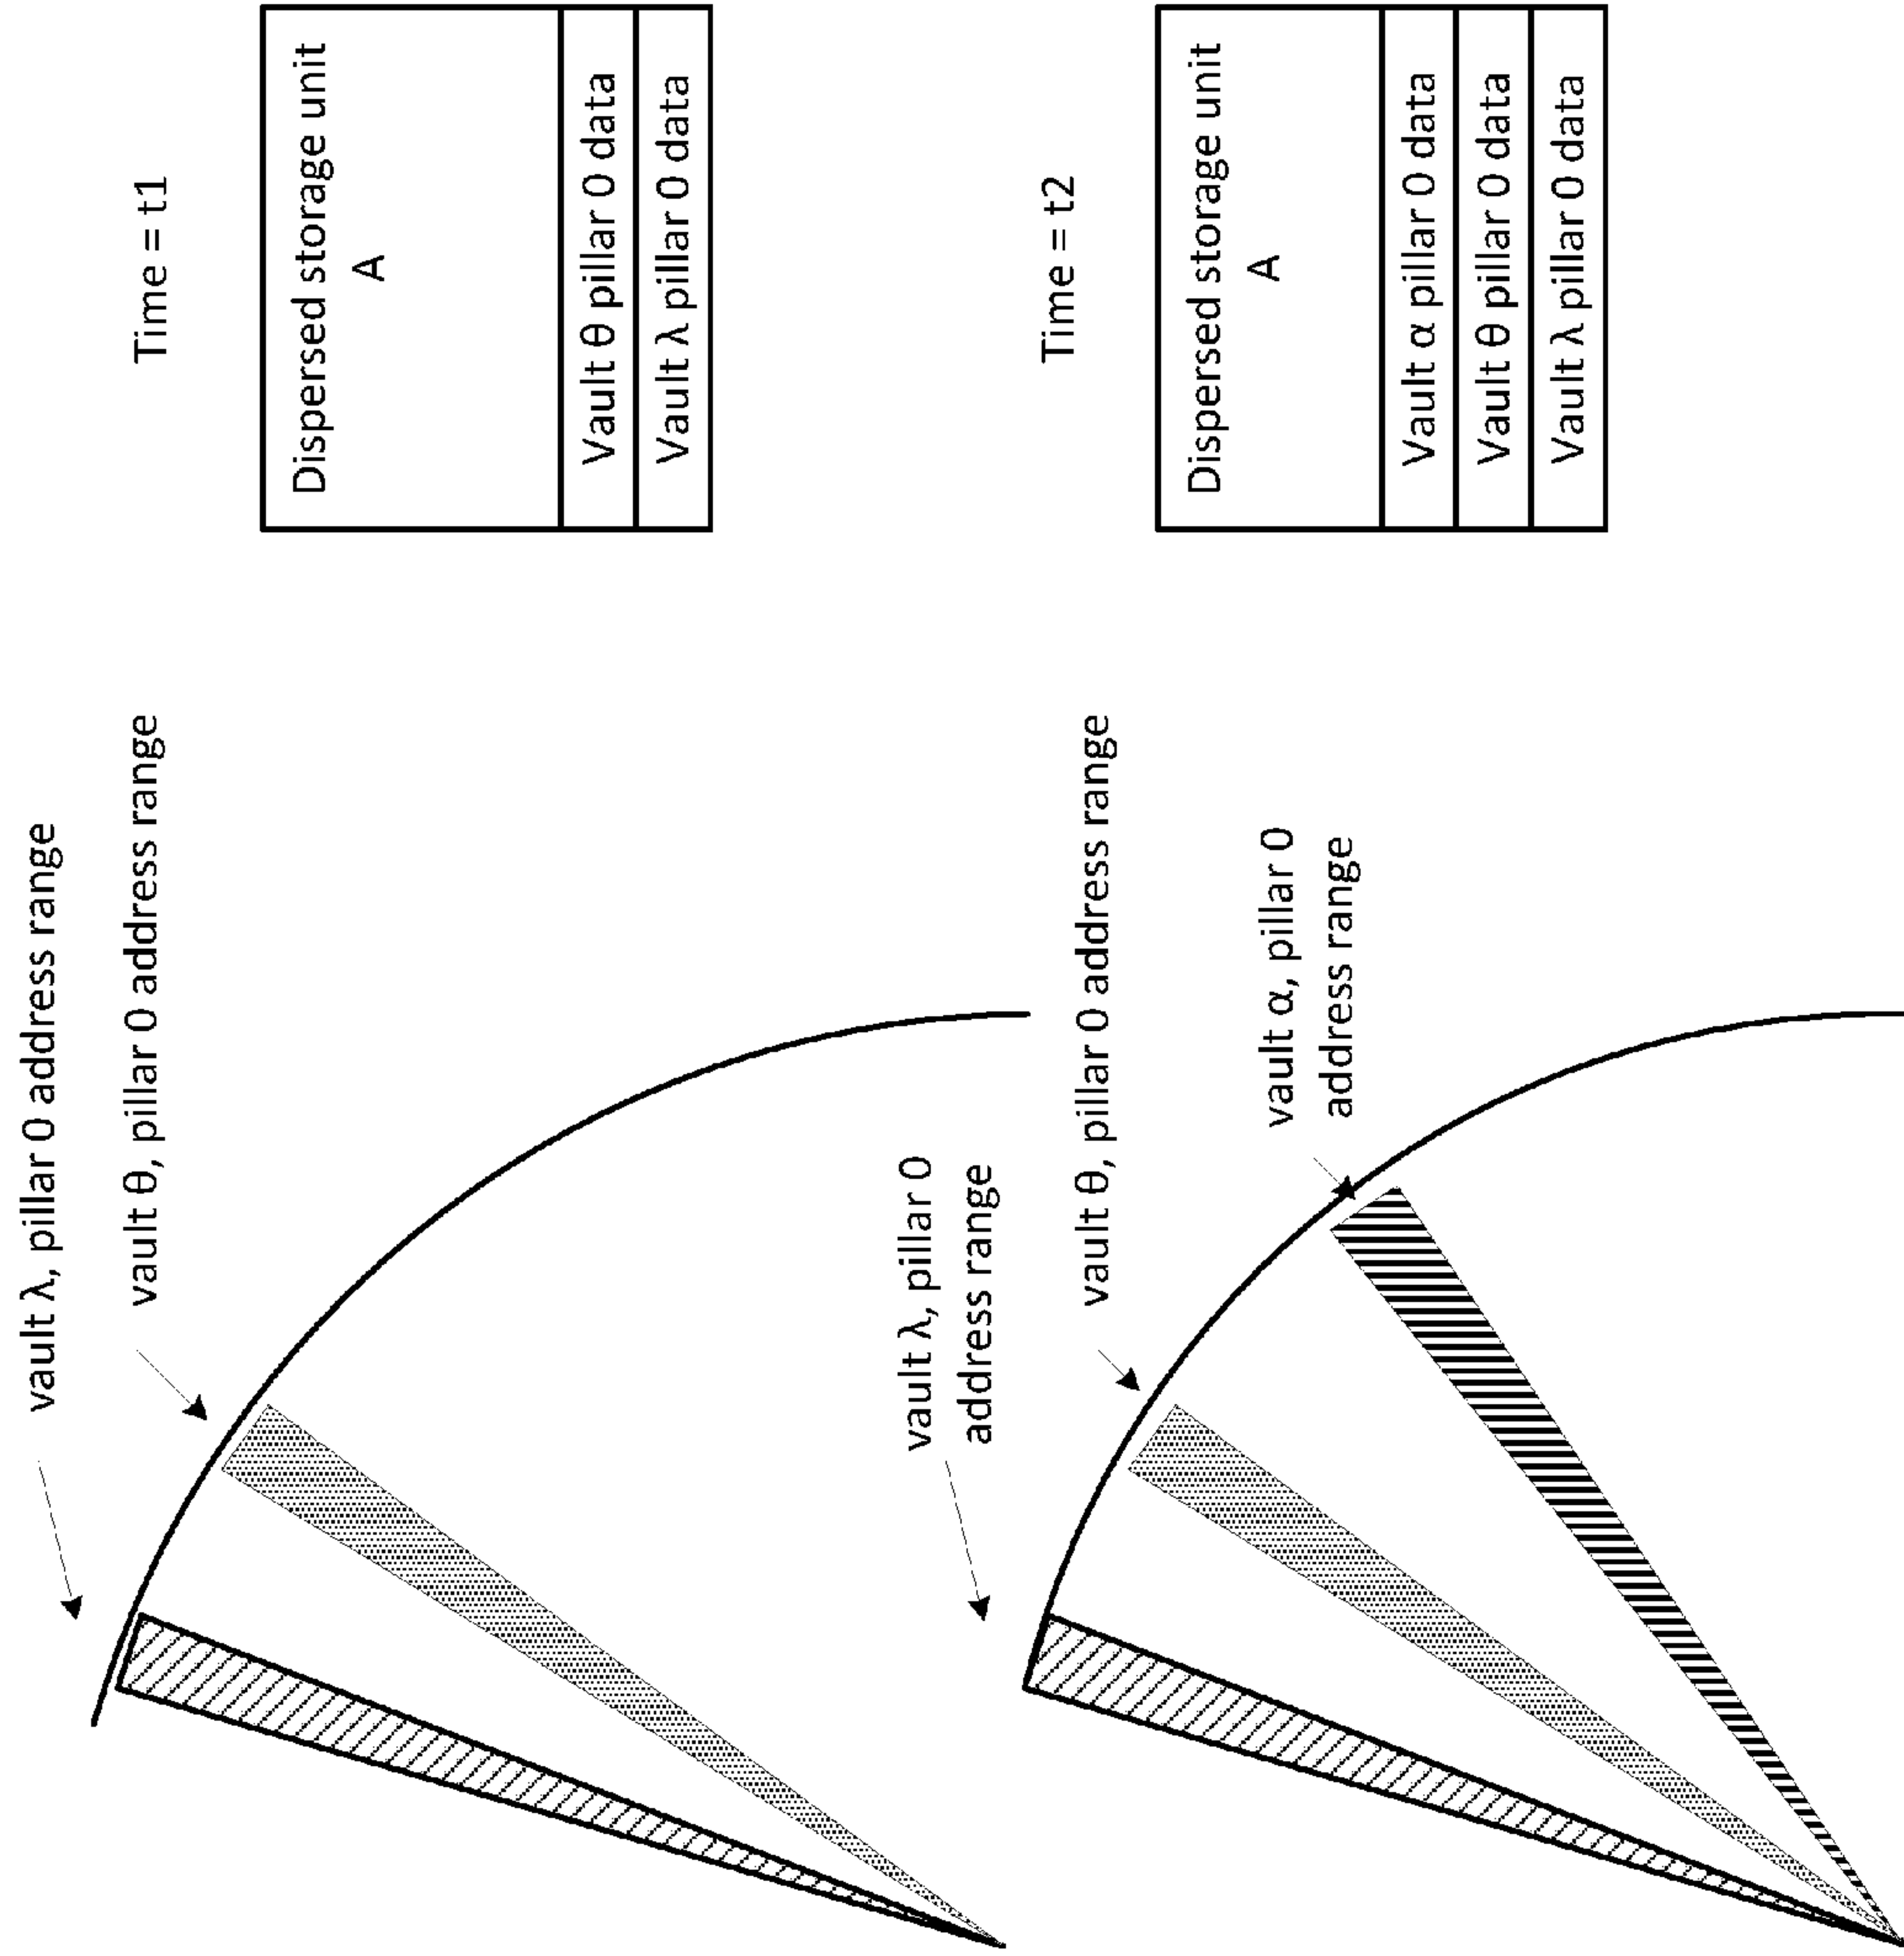 vault λ, pillar 0 address range
vault θ, pillar 0 address range
Time = t1
Dispersed storage unit
A
Vault θ pillar 0 data
Vault λ pillar 0 data
vault λ, pillar 0
address range
vault θ, pillar 0 address range
vault α, pillar 0
address range
Time = t2
Dispersed storage unit
A
Vault α pillar 0 data
Vault θ pillar 0 data
Vault λ pillar 0 data